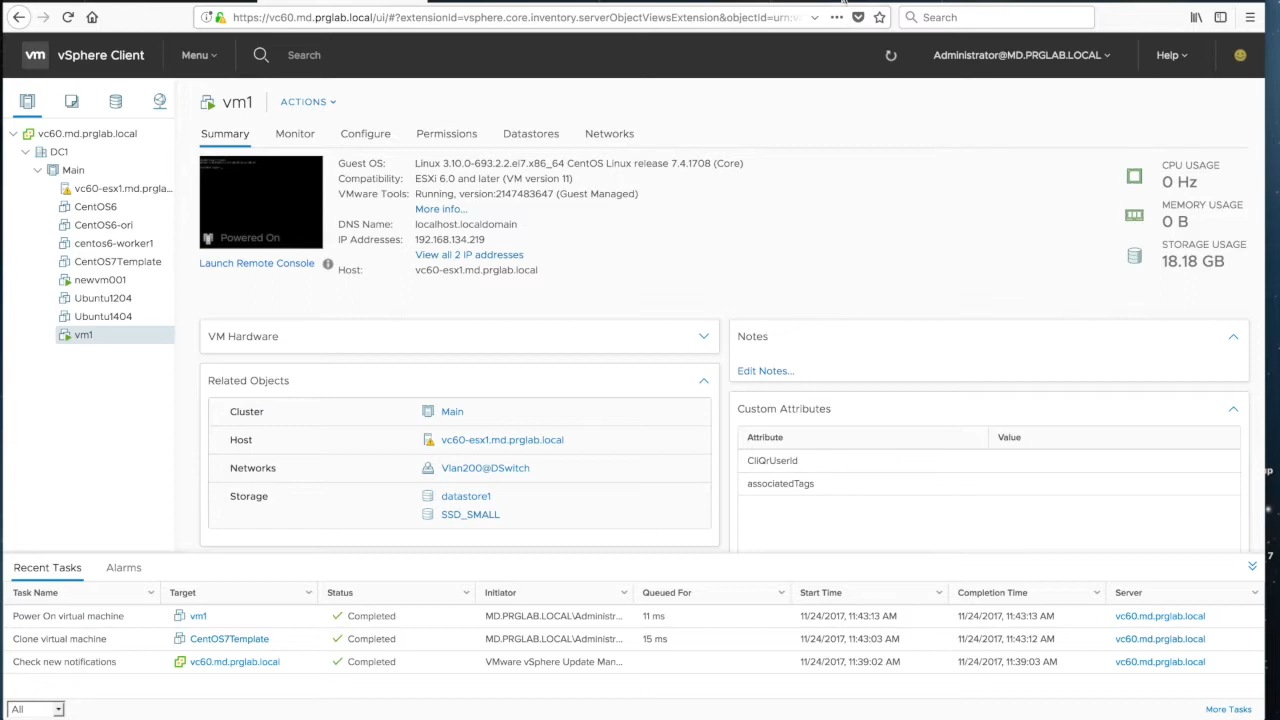 https://vc60.md.prglab.local/ui/#?extensionId=vsphere.core.inventory.serverObjectViewsExtension&objectId=urn:v
Search
vm vSphere Client Menu Search Administrator@MD.PRGLAB.LOCAL Help
vc60.md.prglab.local
DC1
Main
vc60-esx1.md.prgla...
CentOS6
CentOS6-ori
centos6-worker1
CentOS7Template
newvm001
Ubuntu1204
Ubuntu1404
vm1
vm1 ACTIONS
Summary Monitor Configure Permissions Datastores Networks
Powered On
Launch Remote Console
Guest OS: Linux 3.10.0-693.2.2.el7.x86_64 CentOS Linux release 7.4.1708 (Core)
Compatibility: ESXi 6.0 and later (VM version 11)
VMware Tools: Running, version:2147483647 (Guest Managed)
More info...
DNS Name: localhost.localdomain
IP Addresses: 192.168.134.219
View all 2 IP addresses
Host: vc60-esx1.md.prglab.local
CPU USAGE
0 Hz
MEMORY USAGE
0 B
STORAGE USAGE
18.18 GB
VM Hardware
Related Objects
Cluster Main
Host vc60-esx1.md.prglab.local
Networks Vlan200@DSwitch
Storage datastore1
SSD_SMALL
Notes
Edit Notes...
Custom Attributes
Attribute Value
CliQrUserId
associatedTags
up
7
Recent Tasks Alarms
Task Name Target Status Initiator Queued For Start Time Completion Time Server
Power On virtual machine vm1 Completed MD.PRGLAB.LOCAL\Administr... 11 ms 11/24/2017, 11:43:13 AM 11/24/2017, 11:43:13 AM vc60.md.prglab.local
Clone virtual machine CentOS7Template Completed MD.PRGLAB.LOCAL\Administr... 15 ms 11/24/2017, 11:43:03 AM 11/24/2017, 11:43:12 AM vc60.md.prglab.local
Check new notifications vc60.md.prglab.local Completed VMware vSphere Update Man... 11/24/2017, 11:39:02 AM 11/24/2017, 11:39:03 AM vc60.md.prglab.local
All
More Tasks